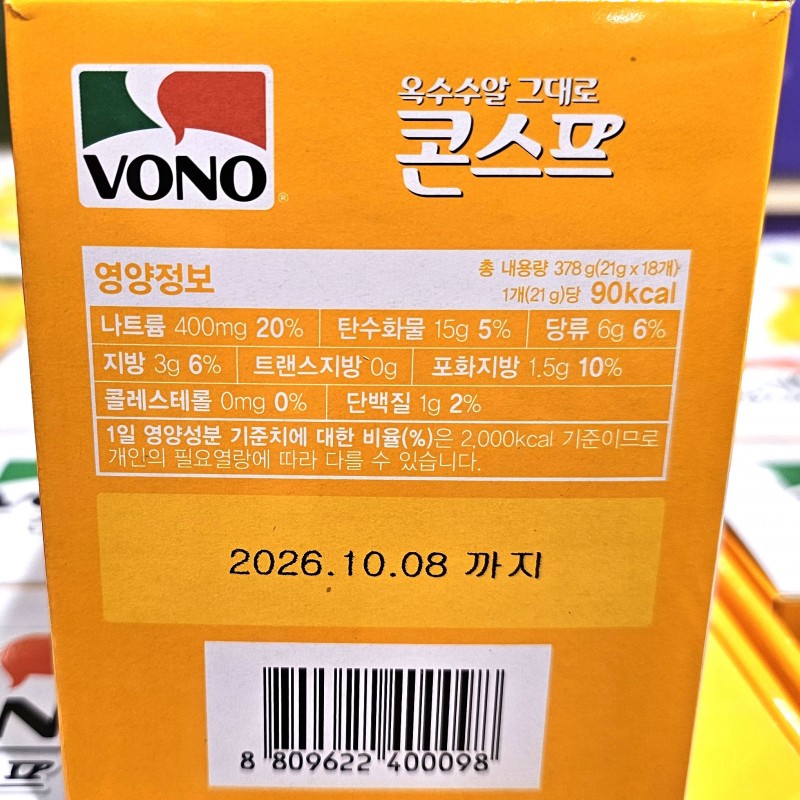 VONO®
옥수수알 그대로
콘스프
영양정보
총 내용량 378 g(21g x 18개)
1개(21 g)당 90kcal
나트륨 400mg 20% 탄수화물 15g 5% 당류 6g 6%
지방 3g 6% 트랜스지방 0g 포화지방 1.5g 10%
콜레스테롤 0mg 0% 단백질 1g 2%
1일 영양성분 기준치에 대한 비율(%)은 2,000kcal 기준이므로
개인의 필요열량에 따라 다를 수 있습니다.
2026.10.08 까지
8 809622 400098
N
프